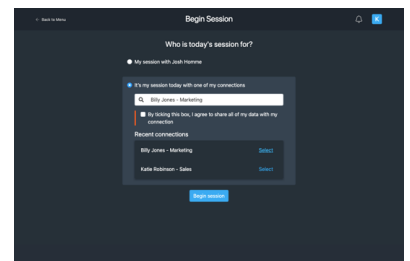 Back to Menu
Begin Session
K
Who is today's session for?
My session with Josh Homme
It's my session today with one of my connections
Billy Jones - Marketing
By ticking this box, I agree to share all of my data with my
connection
Recent connections
Billy Jones - Marketing Select
Katie Robinson - Sales Select
Begin session